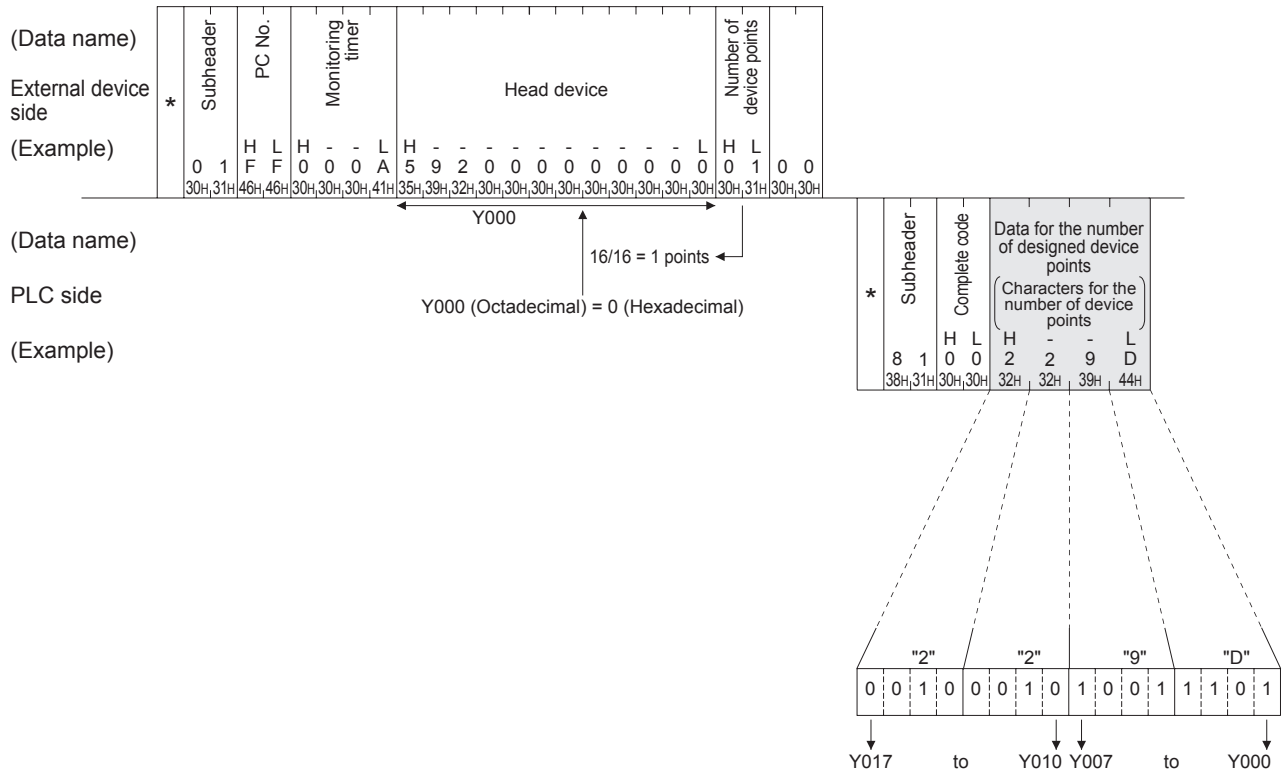 (Data name)
External device side
(Example)
*
Subheader
PC No.
Monitoring timer
Head device
Number of device points
H L H - - L H - - - - - - - - - - L H L
0 1 F F 0 0 0 A 5 9 2 0 0 0 0 0 0 0 0 0 0 1 0 0
30H 31H 46H 46H 30H 30H 30H 41H 35H 39H 32H 30H 30H 30H 30H 30H 30H 30H 30H 30H 30H 31H 30H 30H
Y000
16/16 = 1 points
Y000 (Octadecimal) = 0 (Hexadecimal)
(Data name)
PLC side
(Example)
*
Subheader
Complete code
Data for the number of designed device points
(Characters for the number of device points)
H L H - - L
8 1 0 0 2 2 9 D
38H 31H 30H 30H 32H 32H 39H 44H
"2" "2" "9" "D"
0 0 1 0 0 0 1 0 1 0 0 1 1 1 0 1
Y017 to Y010 Y007 to Y000